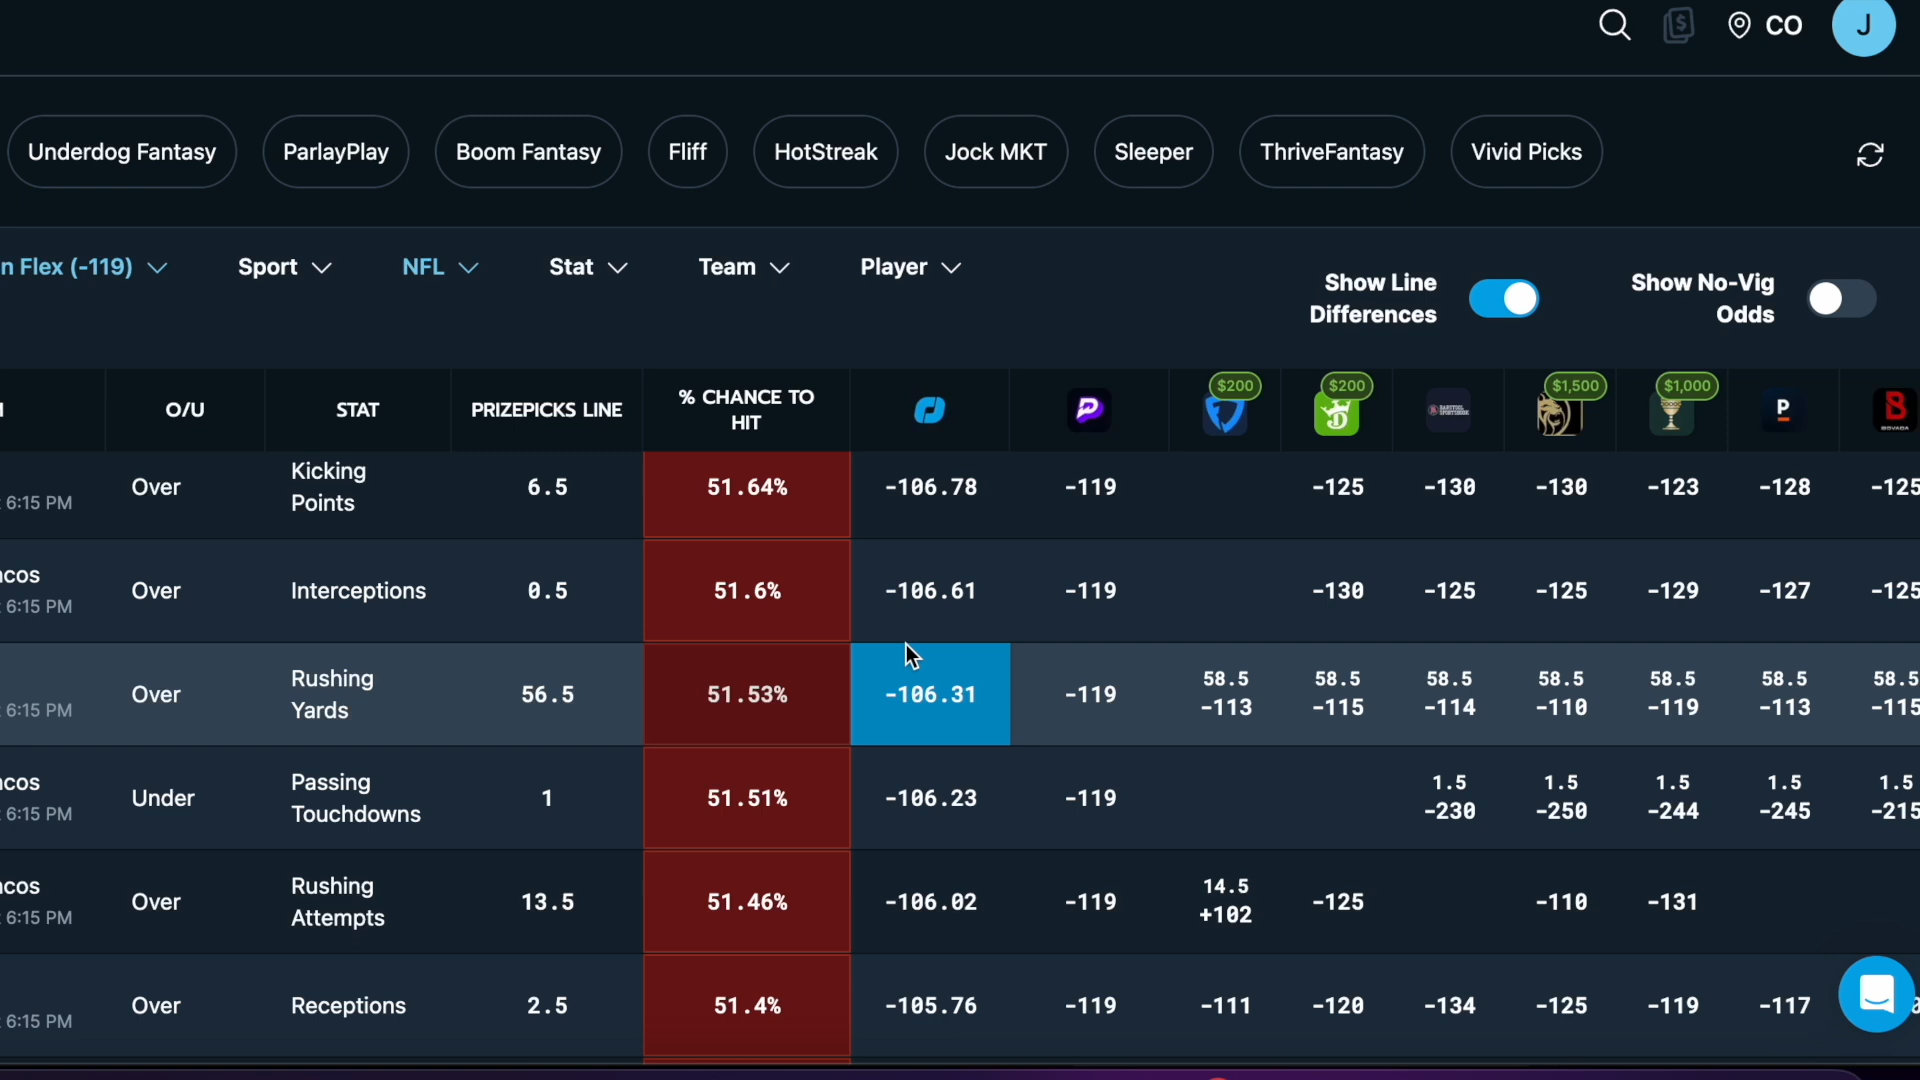 CO
J
Underdog Fantasy
ParlayPlay
Boom Fantasy
Fliff
HotStreak
Jock MKT
Sleeper
ThriveFantasy
Vivid Picks
n Flex (-119)
Sport
NFL
Stat
Team
Player
Show Line
Differences
Show No-Vig
Odds
O/U
STAT
PRIZEPICKS LINE
% CHANCE TO
HIT
P
$200
$200
D
BARSTOOL
SPORTSBOOK
$1,500
$1,000
P
B
BOVADA
6:15 PM
Over
Kicking
Points
6.5
51.64%
-106.78
-119
-125
-130
-130
-123
-128
-125
ncos
6:15 PM
Over
Interceptions
0.5
51.6%
-106.61
-119
-130
-125
-125
-129
-127
-125
6:15 PM
Over
Rushing
Yards
56.5
51.53%
-106.31
-119
58.5
-113
58.5
-115
58.5
-114
58.5
-110
58.5
-119
58.5
-113
58.5
-115
ncos
6:15 PM
Under
Passing
Touchdowns
1
51.51%
-106.23
-119
1.5
-230
1.5
-250
1.5
-244
1.5
-245
1.5
-215
ncos
6:15 PM
Over
Rushing
Attempts
13.5
51.46%
-106.02
-119
14.5
+102
-125
-110
-131
6:15 PM
Over
Receptions
2.5
51.4%
-105.76
-119
-111
-120
-134
-125
-119
-117